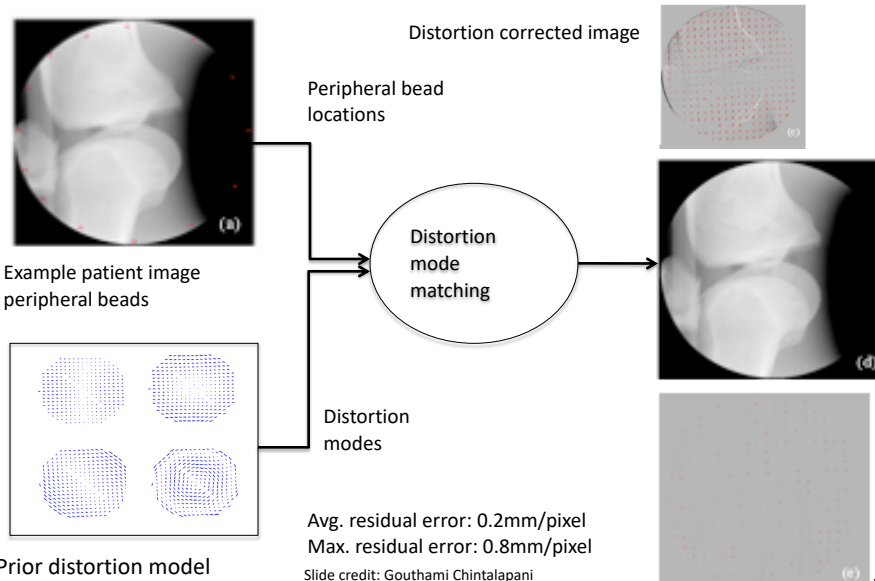 Distortion corrected image
(c)
Peripheral bead
locations
(a)
Distortion
mode
matching
Example patient image
peripheral beads
(d)
Distortion
modes
Avg. residual error: 0.2mm/pixel
Max. residual error: 0.8mm/pixel
Prior distortion model
Slide credit: Gouthami Chintalapani
(e)